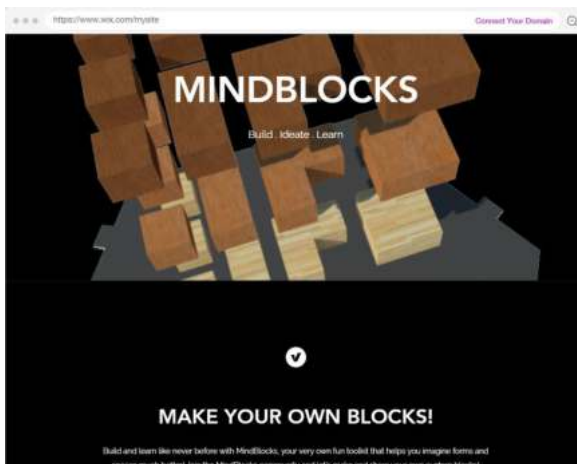 https://www.wix.com/mysite
Connect Your Domain
MINDBLOCKS
Build . Ideate . Learn
MAKE YOUR OWN BLOCKS!
Build and learn like never before with MindBlocks, your very own fun toolkit that helps you imagine forms and